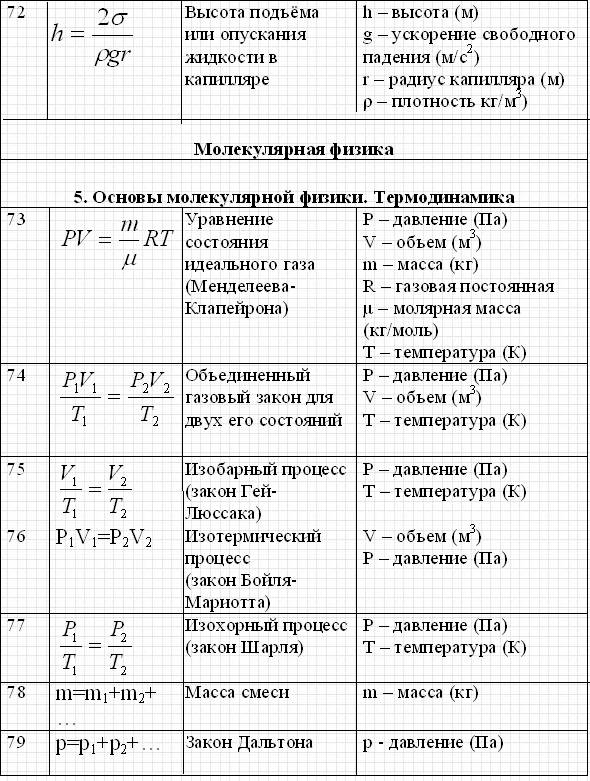 72
h = 2σ / ρgr
Высота подъёма
или опускания
жидкости в
капилляре
h – высота (м)
g – ускорение свободного
падения (м/с²)
r – радиус капилляра (м)
ρ – плотность кг/м³)
Молекулярная физика
5. Основы молекулярной физики. Термодинамика
73
PV = m/μ RT
Уравнение
состояния
идеального газа
(Менделеева-
Клапейрона)
P – давление (Па)
V – обьем (м³)
m – масса (кг)
R – газовая постоянная
μ – молярная масса
(кг/моль)
T – температура (К)
74
P₁V₁/T₁ = P₂V₂/T₂
Объединенный
газовый закон для
двух его состояний
P – давление (Па)
V – обьем (м³)
T – температура (К)
75
V₁/T₁ = V₂/T₂
Изобарный процесс
(закон Гей-
Люссака)
P – давление (Па)
T – температура (К)
76
P₁V₁=P₂V₂
Изотермический
процесс
(закон Бойля-
Мариотта)
V – обьем (м³)
P – давление (Па)
77
P₁/T₁ = P₂/T₂
Изохорный процесс
(закон Шарля)
P – давление (Па)
T – температура (К)
78
m=m₁+m₂+
…
Масса смеси
m – масса (кг)
79
p=p₁+p₂+…
Закон Дальтона
p - давление (Па)